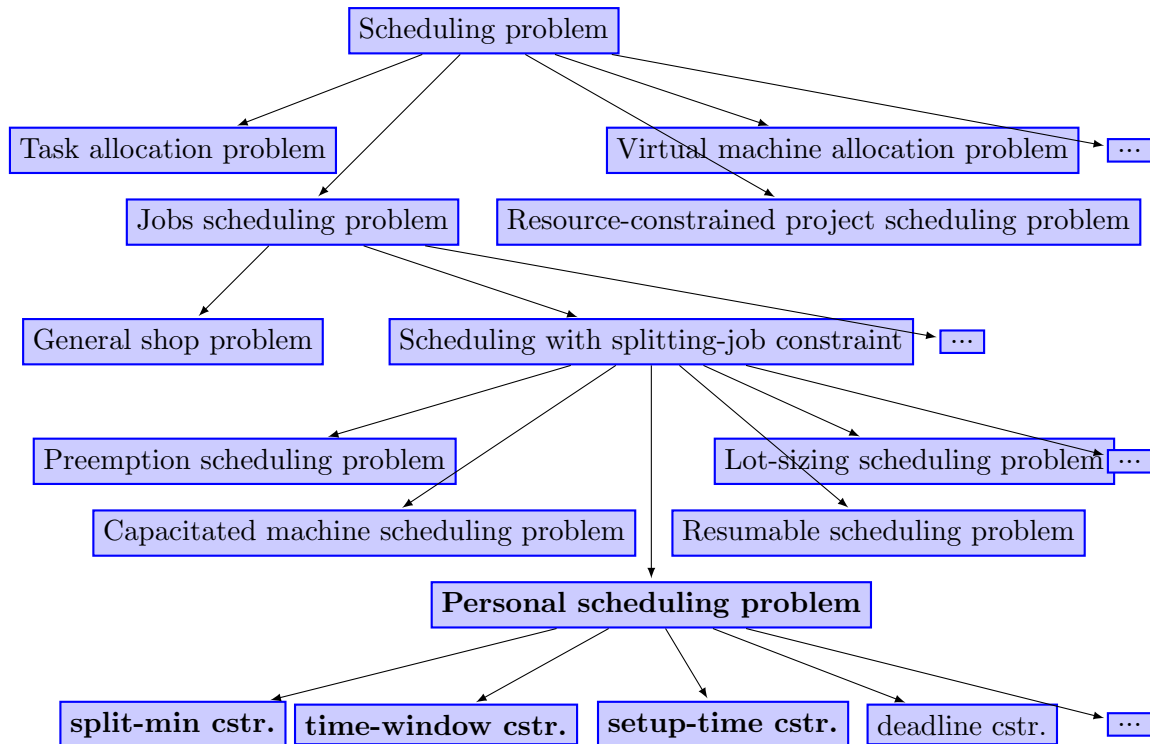 Scheduling problem
Task allocation problem
Virtual machine allocation problem
...
Jobs scheduling problem
Resource-constrained project scheduling problem
General shop problem
Scheduling with splitting-job constraint
...
Preemption scheduling problem
Lot-sizing scheduling problem
...
Capacitated machine scheduling problem
Resumable scheduling problem
Personal scheduling problem
split-min cstr.
time-window cstr.
setup-time cstr.
deadline cstr.
...